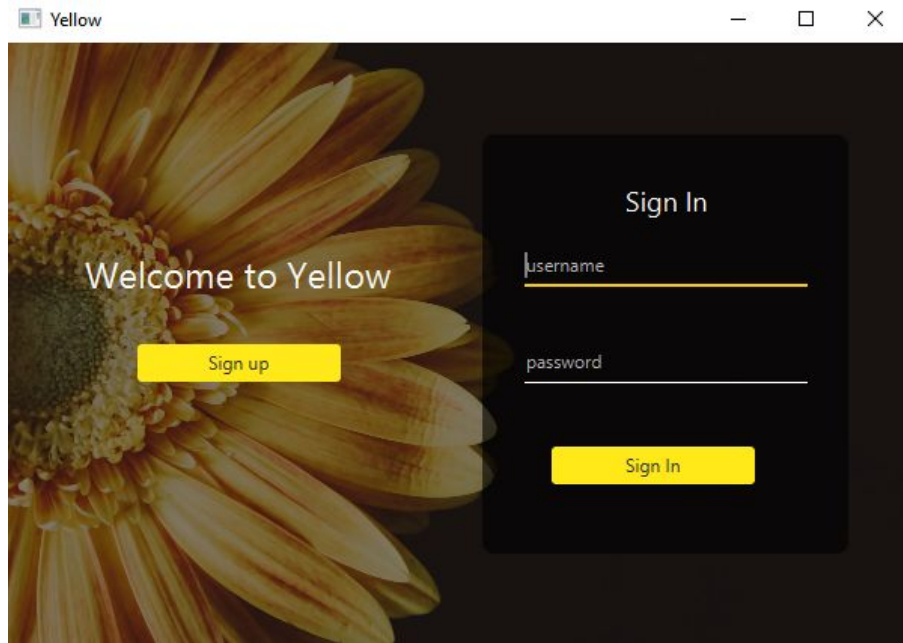 Yellow
Welcome to Yellow
Sign up
Sign In
username
password
Sign In